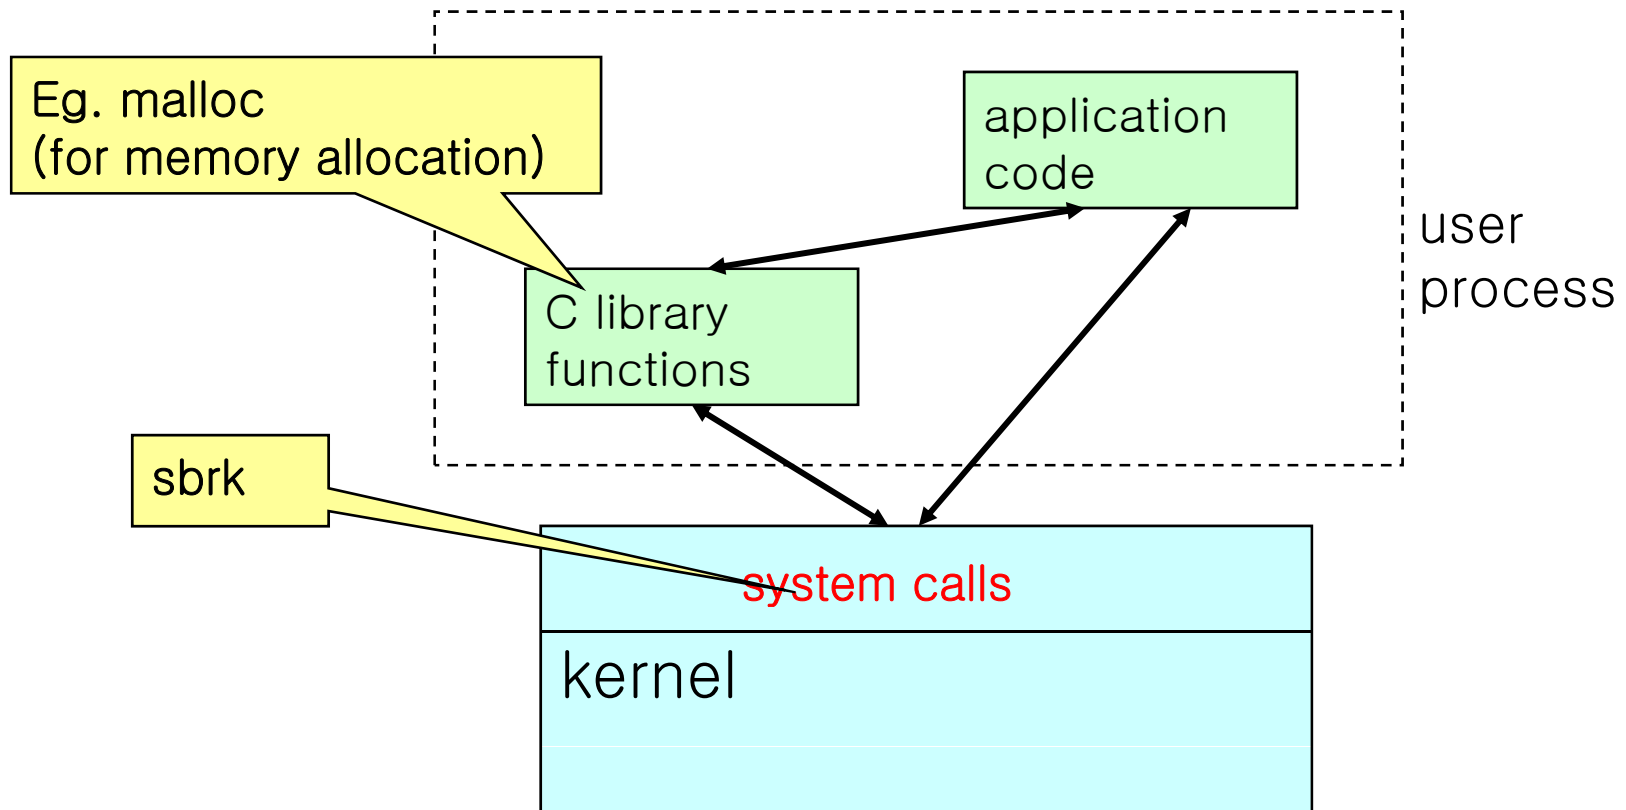 Eg. malloc
(for memory allocation)
application
code
user
process
C library
functions
sbrk
system calls
kernel